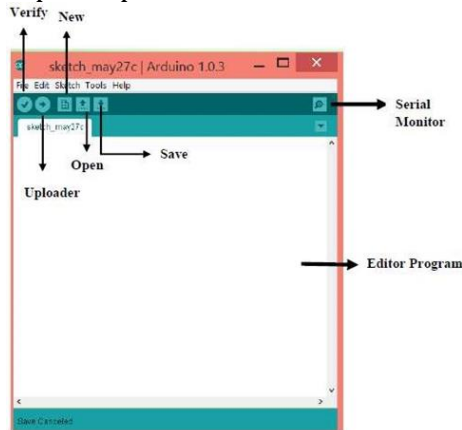 Verify New
sketch_may27c | Arduino 1.0.3
File Edit Sketch Tools Help
Serial
Monitor
sketch_may27c
Save
Open
Uploader
Editor Program
Save Canceled